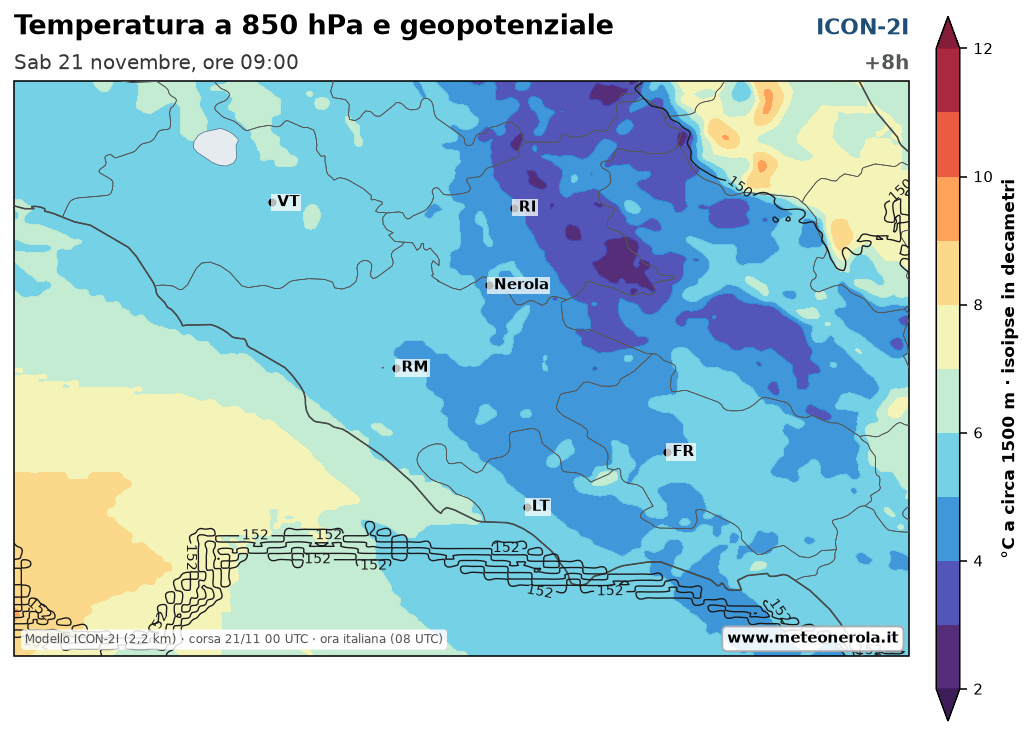 Temperatura a 850 hPa e geopotenziale
ICON-2I
Sab 21 novembre, ore 09:00
+8h
12
10
8
6
4
2
°C a circa 1500 m · isoipse in decametri
150
150
VT
RI
Nerola
RM
FR
LT
152
152
152
152
152
152
152
152
152
Modello ICON-2I (2,2 km) · corsa 21/11 00 UTC · ora italiana (08 UTC)
www.meteonerola.it